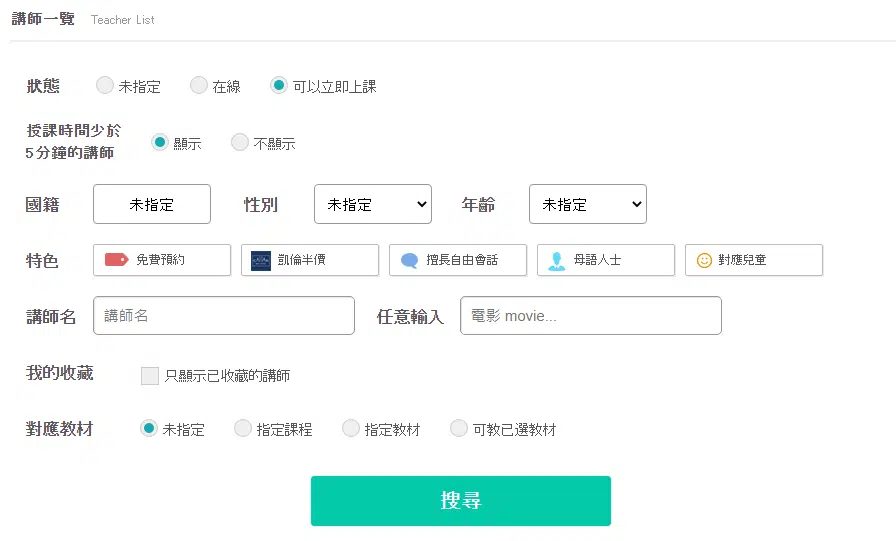 講師一覽 Teacher List
狀態 未指定 在線 可以立即上課
授課時間少於
5分鐘的講師 顯示 不顯示
國籍 未指定 性別 未指定 年齡 未指定
特色 免費預約 凱倫半價 擅長自由會話 母語人士 對應兒童
講師名 講師名 任意輸入 電影 movie...
我的收藏 只顯示已收藏的講師
對應教材 未指定 指定課程 指定教材 可教已選教材
搜尋